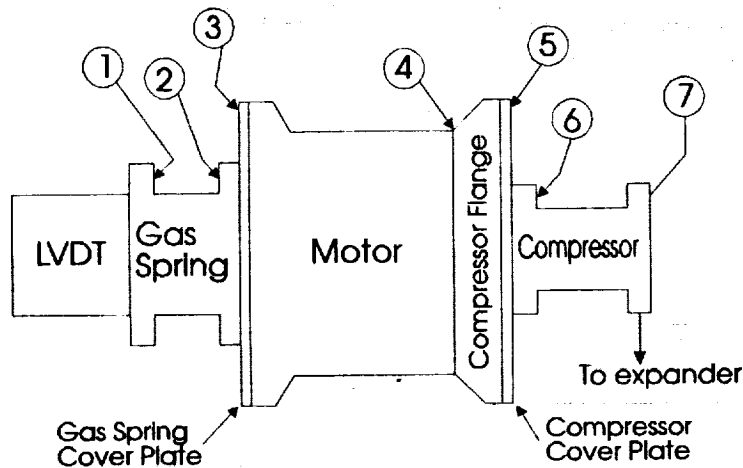 3
1
2
4
5
6
7
LVDT
Gas
Spring
Motor
Compressor Flange
Compressor
To expander
Gas Spring
Cover Plate
Compressor
Cover Plate